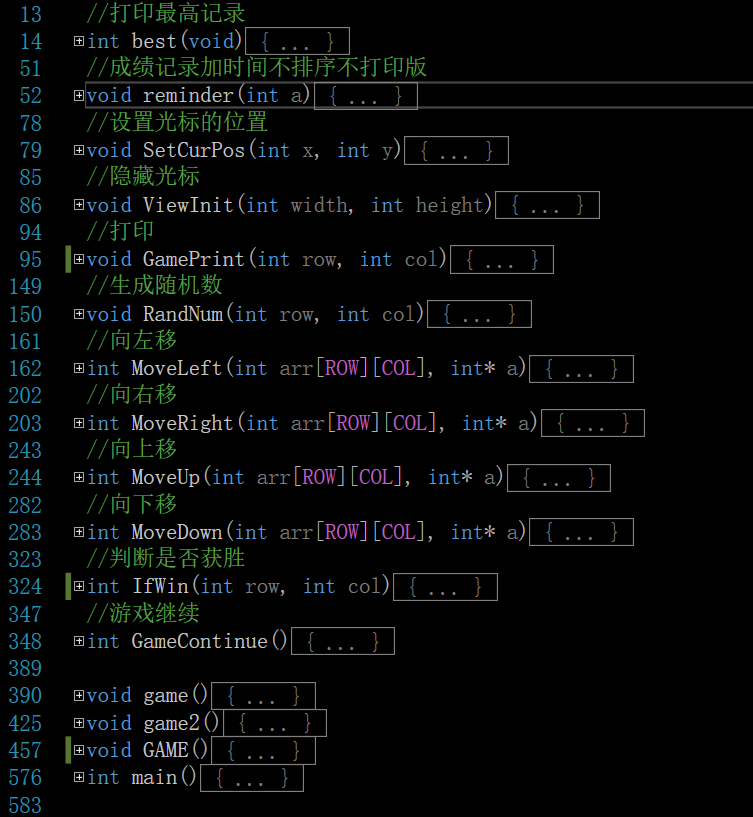 13 //打印最高记录
14 int best(void){ ... }
51 //成绩记录加时间不排序不打印版
52 void reminder(int a){ ... }
78 //设置光标的位置
79 void SetCurPos(int x, int y){ ... }
85 //隐藏光标
86 void ViewInit(int width, int height){ ... }
94 //打印
95 void GamePrint(int row, int col){ ... }
149 //生成随机数
150 void RandNum(int row, int col){ ... }
161 //向左移
162 int MoveLeft(int arr[ROW][COL], int* a){ ... }
202 //向右移
203 int MoveRight(int arr[ROW][COL], int* a){ ... }
243 //向上移
244 int MoveUp(int arr[ROW][COL], int* a){ ... }
282 //向下移
283 int MoveDown(int arr[ROW][COL], int* a){ ... }
323 //判断是否获胜
324 int IfWin(int row, int col){ ... }
347 //游戏继续
348 int GameContinue(){ ... }
389
390 void game(){ ... }
425 void game2(){ ... }
457 void GAME(){ ... }
576 int main(){ ... }
583